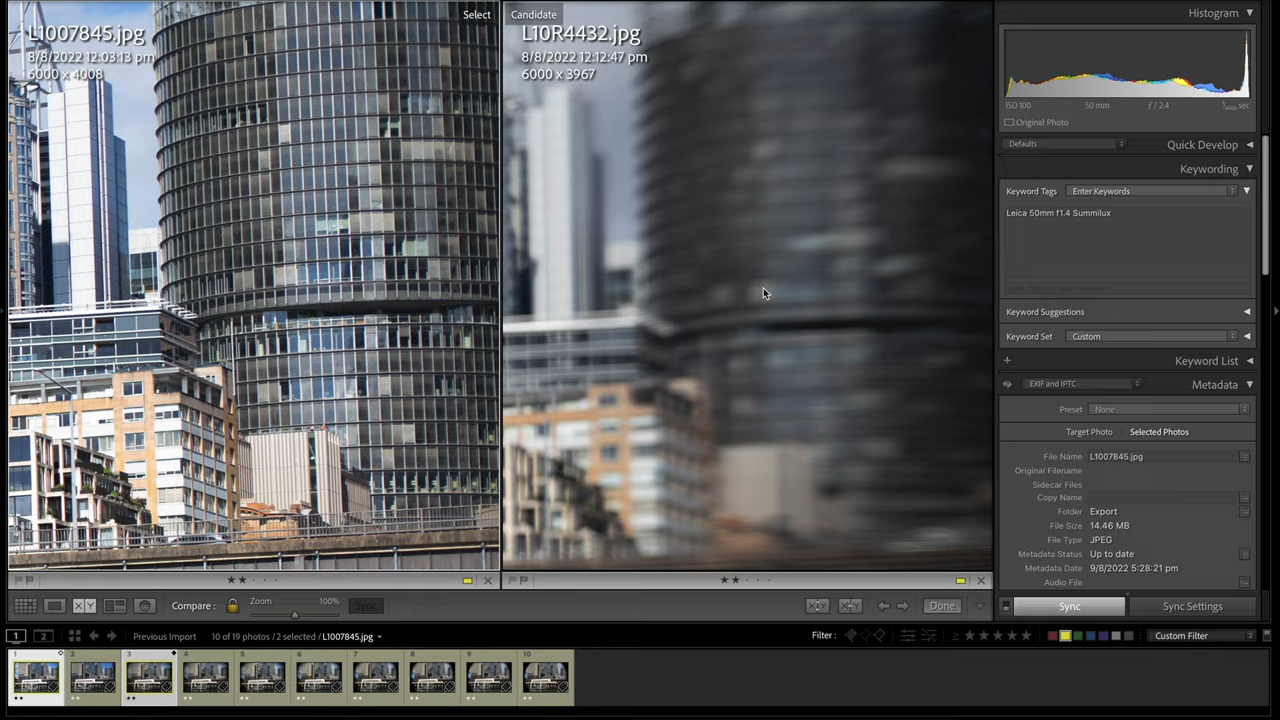 Select
L1007845.jpg
8/8/2022 12:03:13 pm
6000 x 4008
Candidate
L10R4432.jpg
8/8/2022 12:12:47 pm
6000 x 3967
Histogram
ISO 100 50 mm ƒ / 2.4 sec
Original Photo
Defaults Quick Develop
Keywording
Keyword Tags Enter Keywords
Leica 50mm f1.4 Summilux
Keyword Suggestions
Keyword Set Custom
+ Keyword List
EXIF and IPTC Metadata
Preset None
Target Photo Selected Photos
File Name L1007845.jpg
Original Filename
Sidecar Files
Copy Name
Folder Export
File Size 14.46 MB
File Type JPEG
Metadata Status Up to date
Metadata Date 9/8/2022 5:28:21 pm
Audio File
X Y Compare : Zoom 100% Sync Done
Sync Sync Settings
1 2 Previous Import 10 of 19 photos / 2 selected / L1007845.jpg Filter : Custom Filter
1 2 3 4 5 6 7 8 9 10